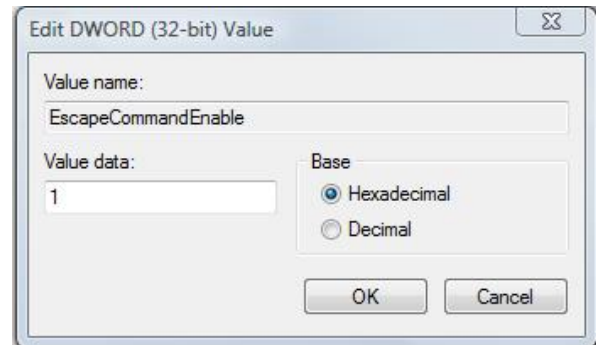 Edit DWORD (32-bit) Value
Value name:
EscapeCommandEnable
Value data:
1
Base
Hexadecimal
Decimal
OK
Cancel